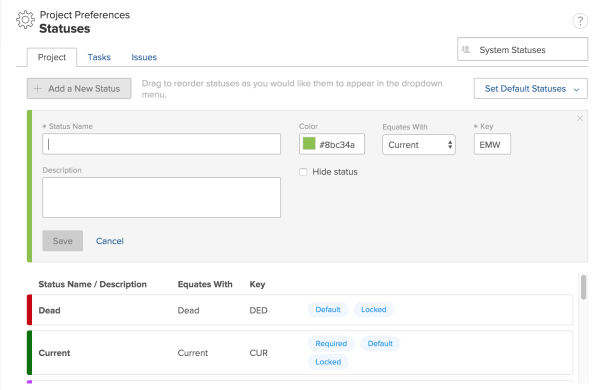 Project Preferences
Statuses
?
System Statuses
Project Tasks Issues
+ Add a New Status
Drag to reorder statuses as you would like them to appear in the dropdown
menu.
Set Default Statuses
* Status Name
Color
Equates With
* Key
#8bc34a
Current
EMW
Description
Hide status
Save Cancel
Status Name / Description Equates With Key
Dead Dead DED Default Locked
Required Default
Current Current CUR
Locked